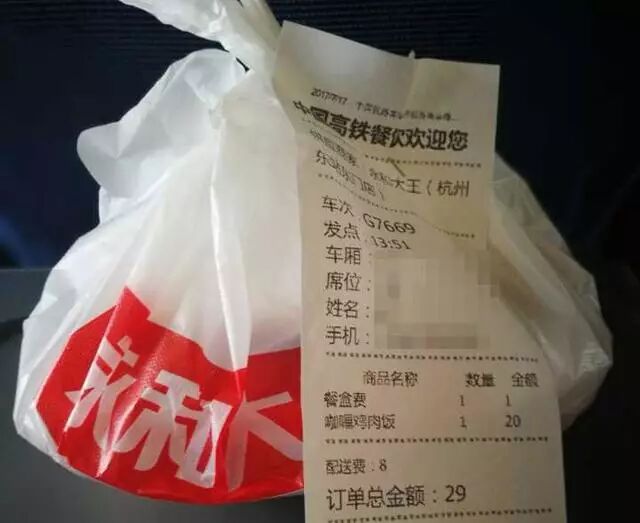 中国高铁餐饮欢迎您
大王（杭州
车次：G7669
发点：13:51
车厢：
席位：
姓名：
手机：
商品名称 数量 金额
餐盒费 1 1
咖喱鸡肉饭 1 20
配送费：8
订单总金额：29
永和大